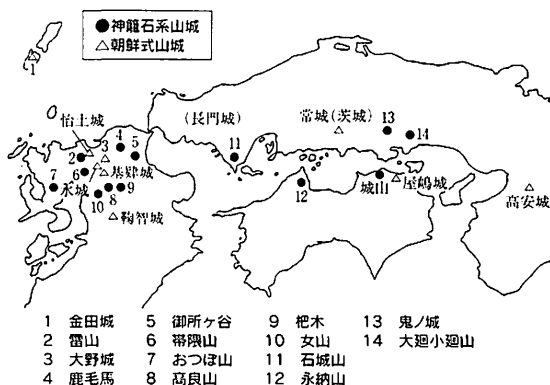 ●神籠石系山城
△朝鮮式山城
1
怡土城
(長門城)
常城(茨城)
13
14
4
3
5
2
11
6
基肄城
7
水城
8
9
10
12
城山
屋嶋城
鞠智城
高安城
1 金田城 5 御所ヶ谷 9 杷木 13 鬼ノ城
2 雷山 6 帯隈山 10 女山 14 大廻小廻山
3 大野城 7 おつぼ山 11 石城山
4 鹿毛馬 8 高良山 12 永納山